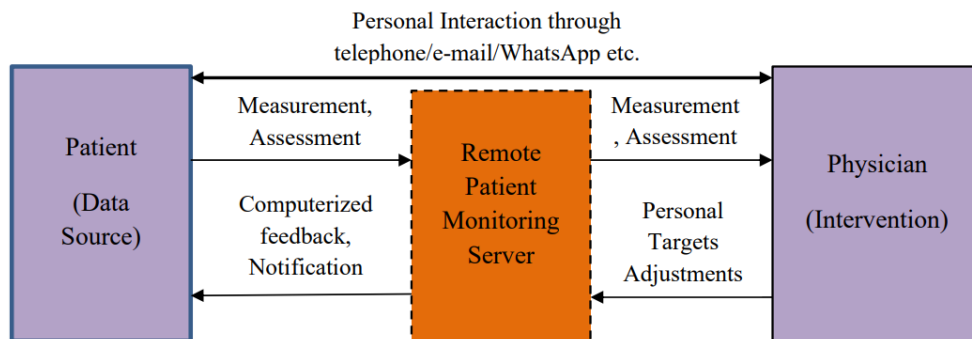 Personal Interaction through
telephone/e-mail/WhatsApp etc.
Patient
(Data
Source)
Measurement,
Assessment
Computerized
feedback,
Notification
Remote
Patient
Monitoring
Server
Measurement
, Assessment
Personal
Targets
Adjustments
Physician
(Intervention)